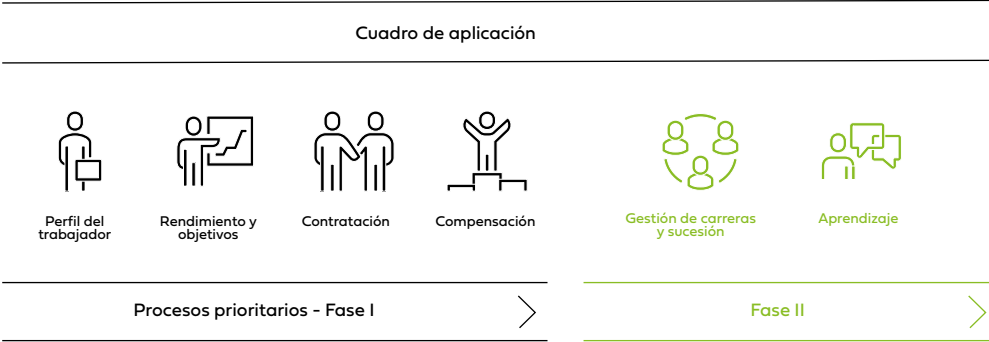 Cuadro de aplicación
Perfil del
trabajador
Rendimiento y
objetivos
Contratación
Compensación
Gestión de carreras
y sucesión
Aprendizaje
Procesos prioritarios - Fase I
Fase II